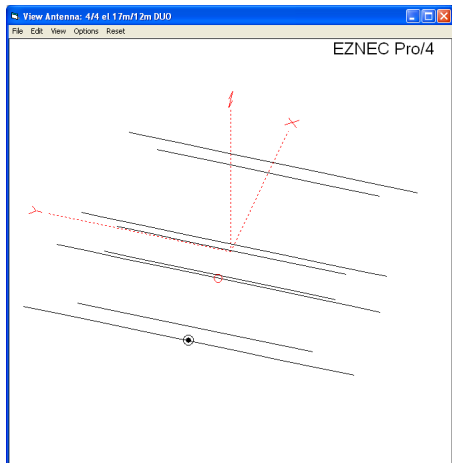 View Antenna: 4/4 el 17m/12m DUO
File Edit View Options Reset
EZNEC Pro/4
Z
X
Y